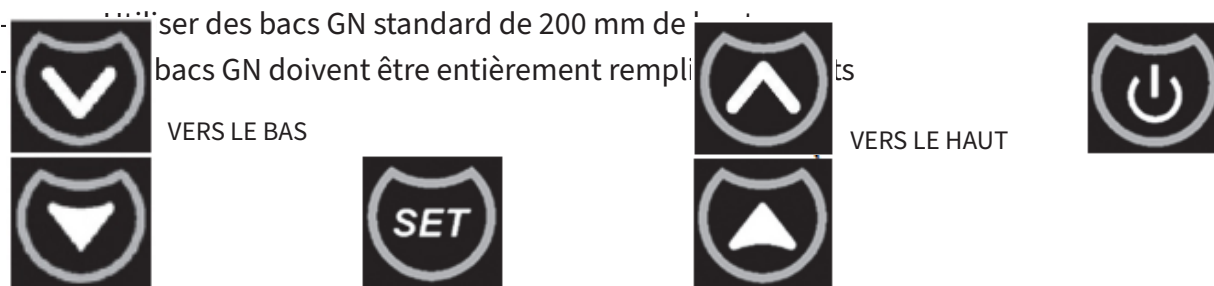 - ser des bacs GN standard de 200 mm de
- bacs GN doivent être entièrement rempli ts
VERS LE BAS
VERS LE HAUT
SET